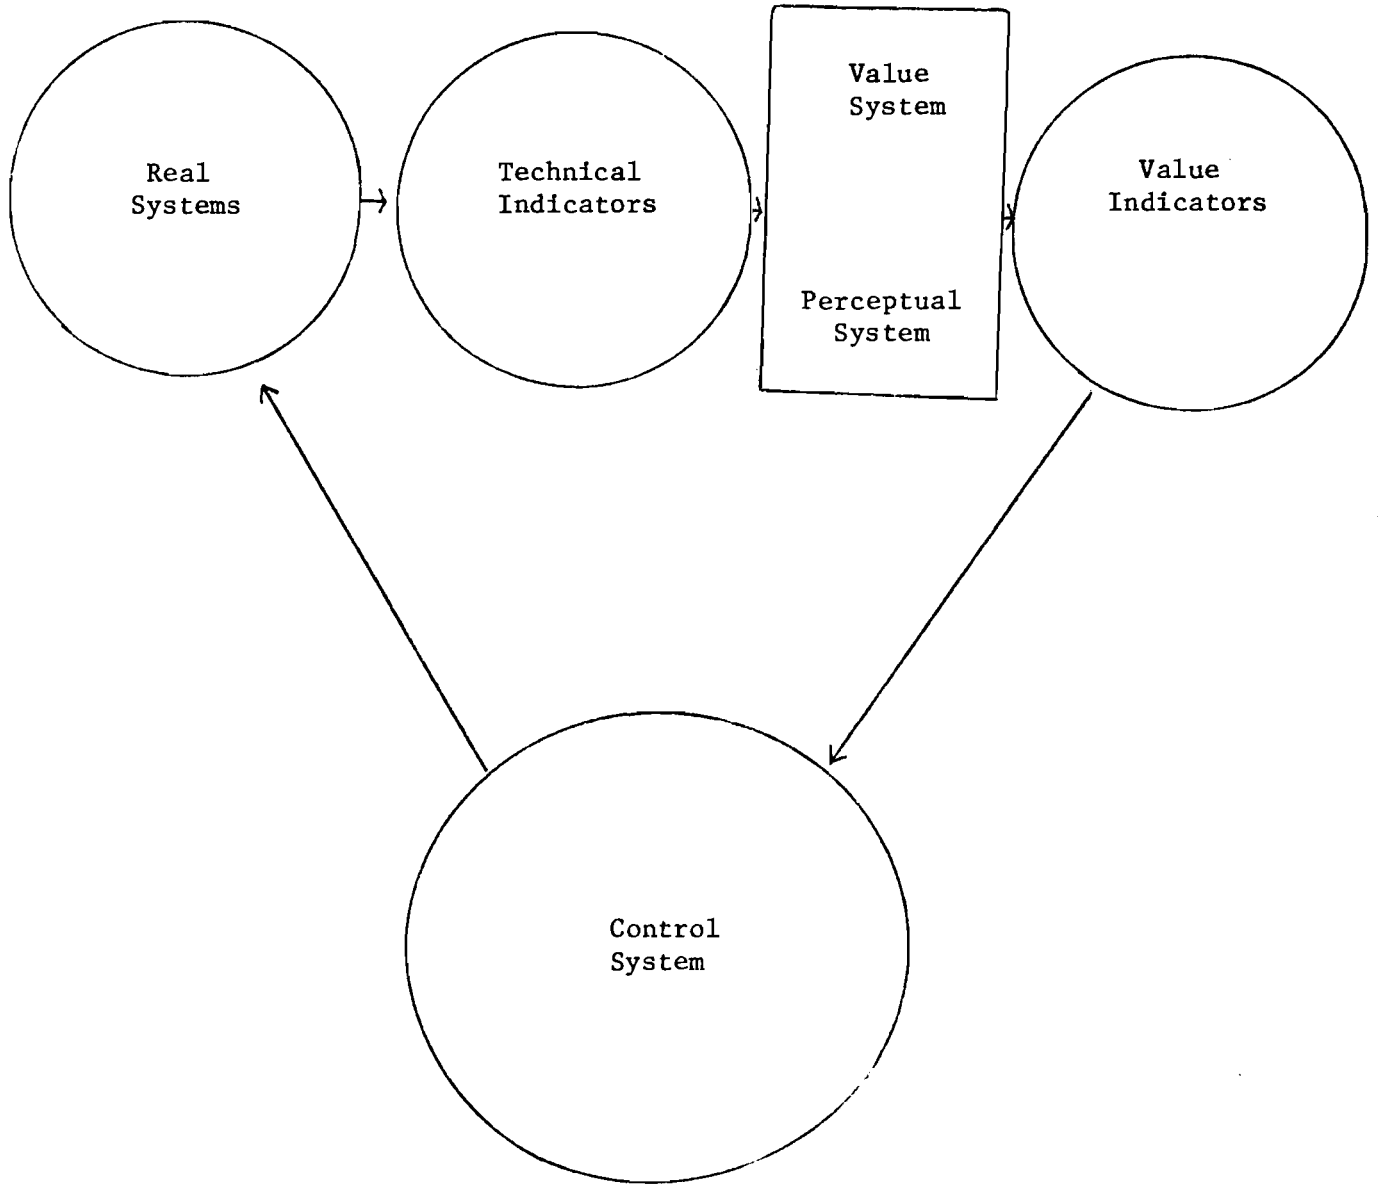 Real
Systems
Technical
Indicators
Value
System
Perceptual
System
Value
Indicators
Control
System